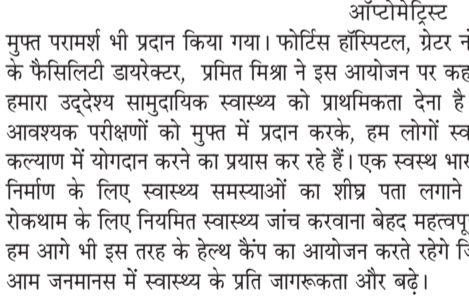 ऑप्टोमेट्रिस्ट
मुफ्त परामर्श भी प्रदान किया गया। फोर्टिस हॉस्पिटल, ग्रेटर
के फैसिलिटी डायरेक्टर, प्रमित मिश्रा ने इस आयोजन पर
हमारा उद्देश्य सामुदायिक स्वास्थ्य को प्राथमिकता देना है
आवश्यक परीक्षणों को मुफ्त में प्रदान करके, हम लोगों
कल्याण में योगदान करने का प्रयास कर रहे हैं। एक स्वस्थ
निर्माण के लिए स्वास्थ्य समस्याओं का शीघ्र पता लगाने
रोकथाम के लिए नियमित स्वास्थ्य जांच करवाना बेहद
हम आगे भी इस तरह के हेल्थ कैंप का आयोजन करते रहेगे
आम जनमानस में स्वास्थ्य के प्रति जागरूकता और बढ़े।